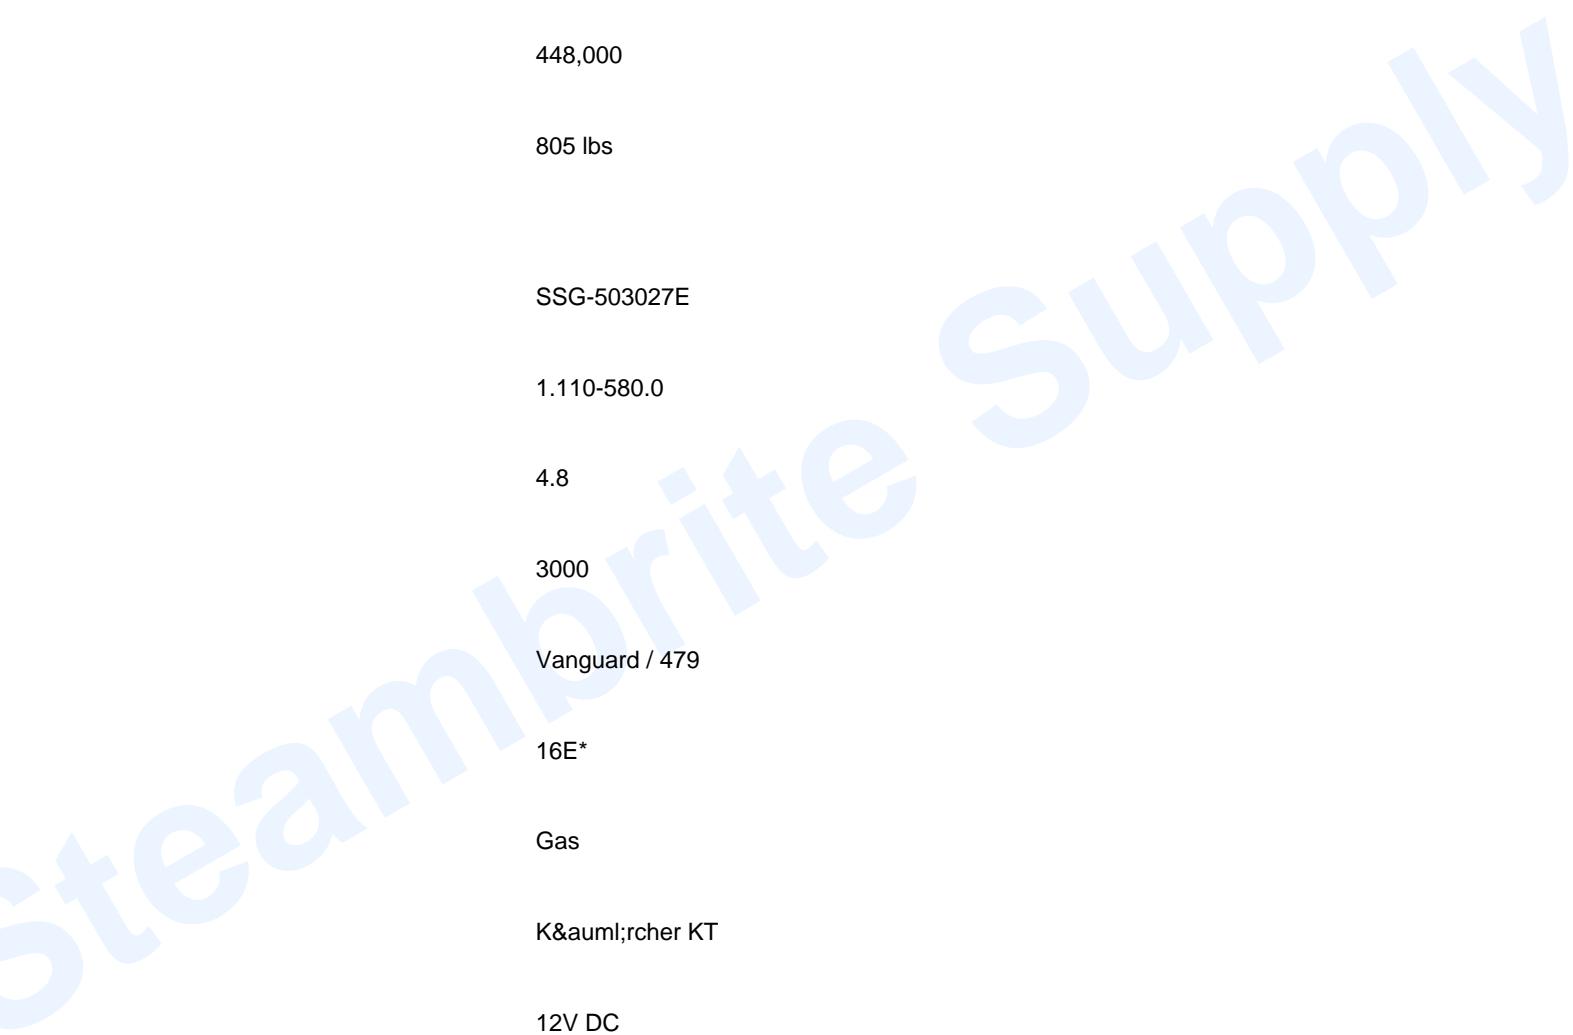 448,000
805 lbs
SSG-503027E
1.110-580.0
4.8
3000
Vanguard / 479
16E*
Gas
K&auml;rcher KT
12V DC
Steambrite Supply